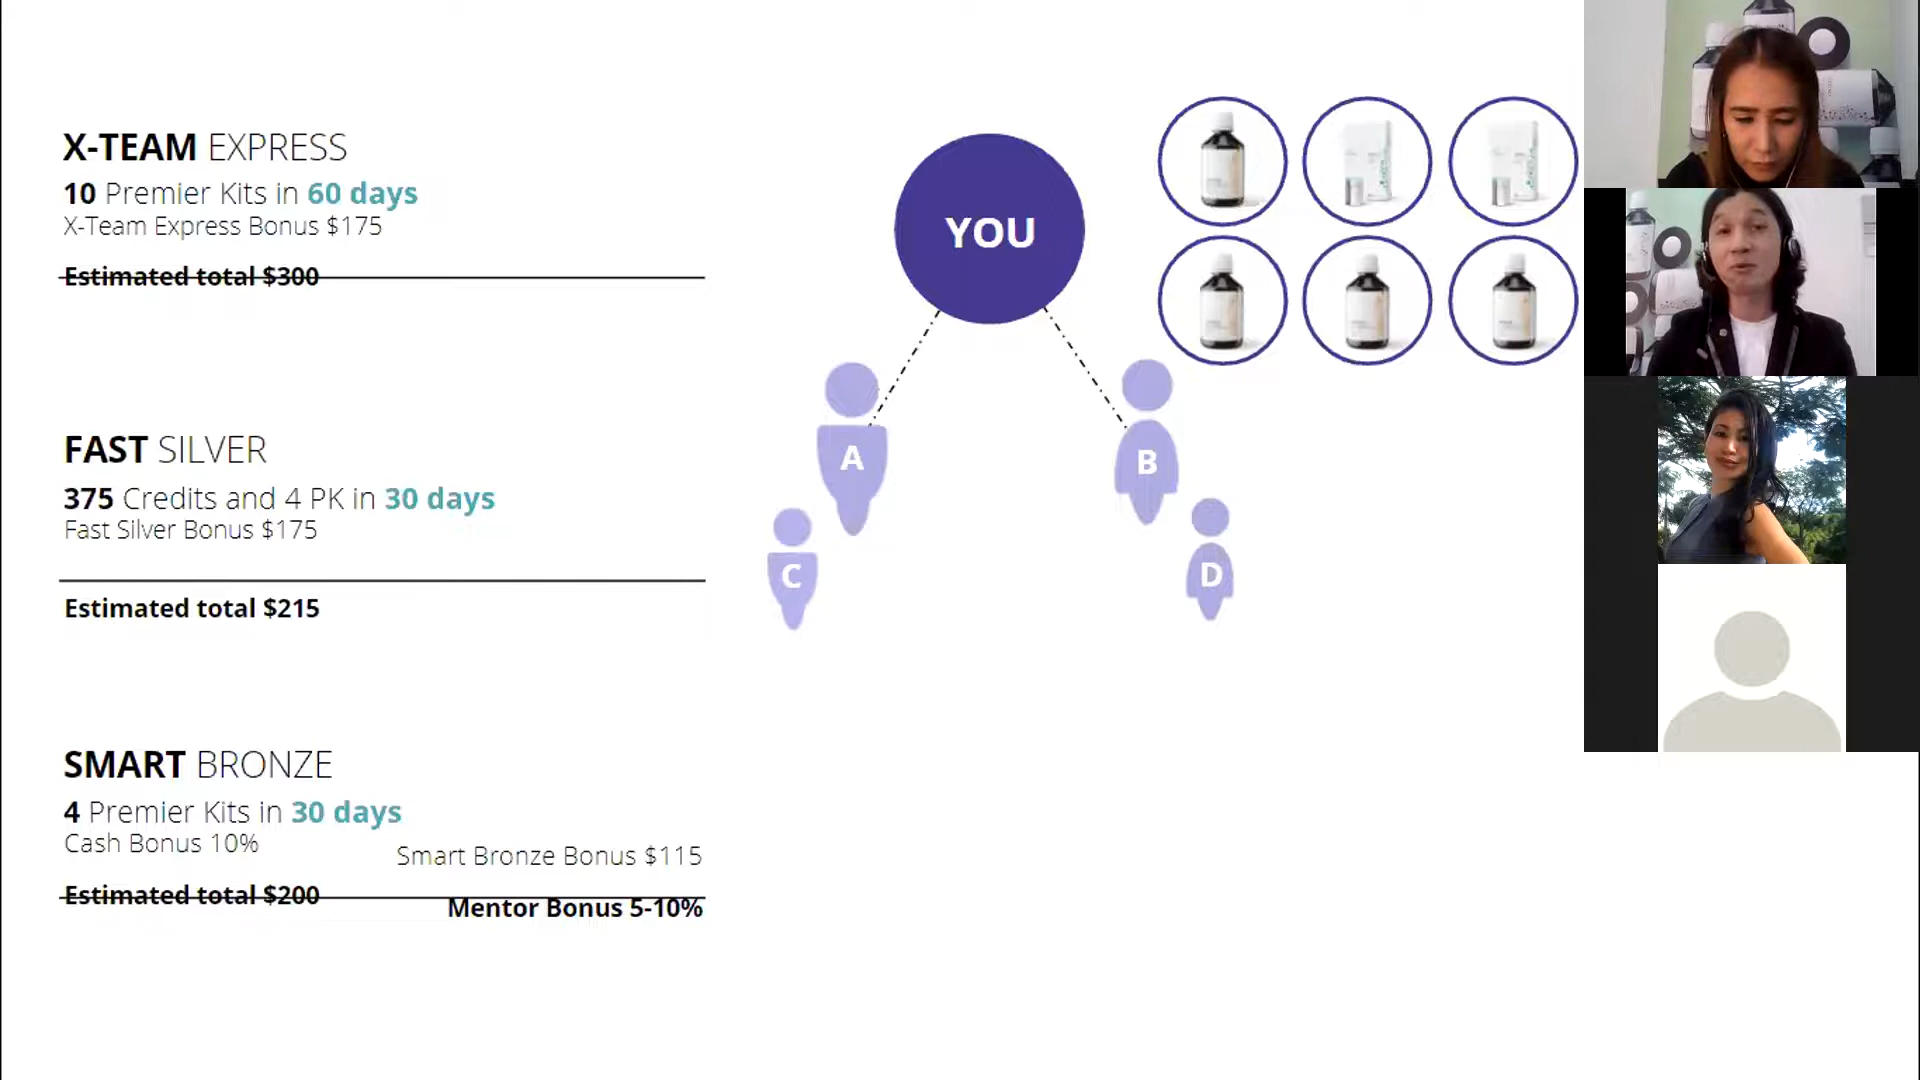 X-TEAM EXPRESS
10 Premier Kits in 60 days
X-Team Express Bonus $175
Estimated total $300
FAST SILVER
375 Credits and 4 PK in 30 days
Fast Silver Bonus $175
Estimated total $215
SMART BRONZE
4 Premier Kits in 30 days
Cash Bonus 10%
Smart Bronze Bonus $115
Estimated total $200
Mentor Bonus 5-10%
YOU
A
B
C
D